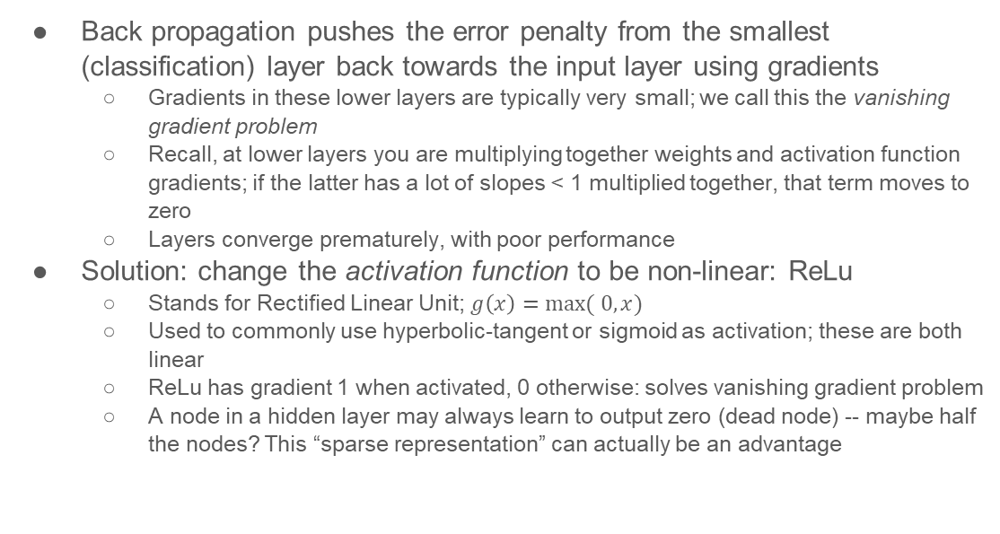 ● Back propagation pushes the error penalty from the smallest
(classification) layer back towards the input layer using gradients
○ Gradients in these lower layers are typically very small; we call this the vanishing
gradient problem
○ Recall, at lower layers you are multiplying together weights and activation function
gradients; if the latter has a lot of slopes < 1 multiplied together, that term moves to
zero
○ Layers converge prematurely, with poor performance
● Solution: change the activation function to be non-linear: ReLu
○ Stands for Rectified Linear Unit; g(x) = max( 0,x)
○ Used to commonly use hyperbolic-tangent or sigmoid as activation; these are both
linear
○ ReLu has gradient 1 when activated, 0 otherwise: solves vanishing gradient problem
○ A node in a hidden layer may always learn to output zero (dead node) -- maybe half
the nodes? This “sparse representation” can actually be an advantage